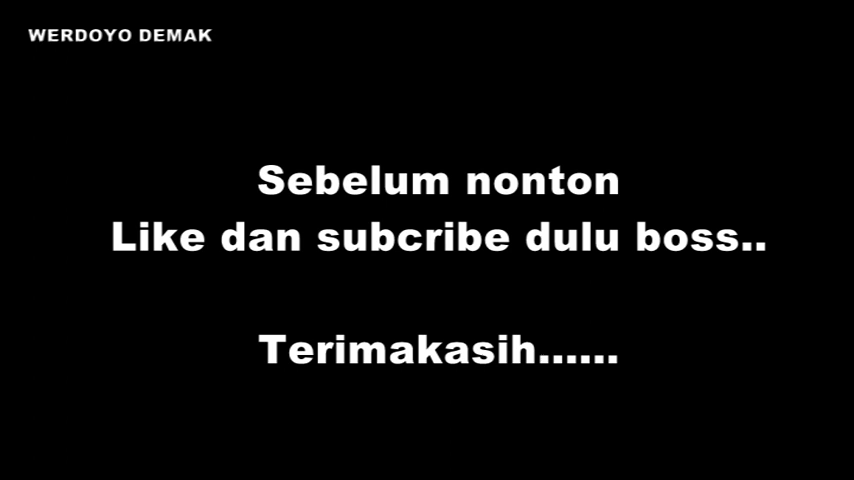 WERDOYO DEMAK
Sebelum nonton
Like dan subcribe dulu boss..
Terimakasih......